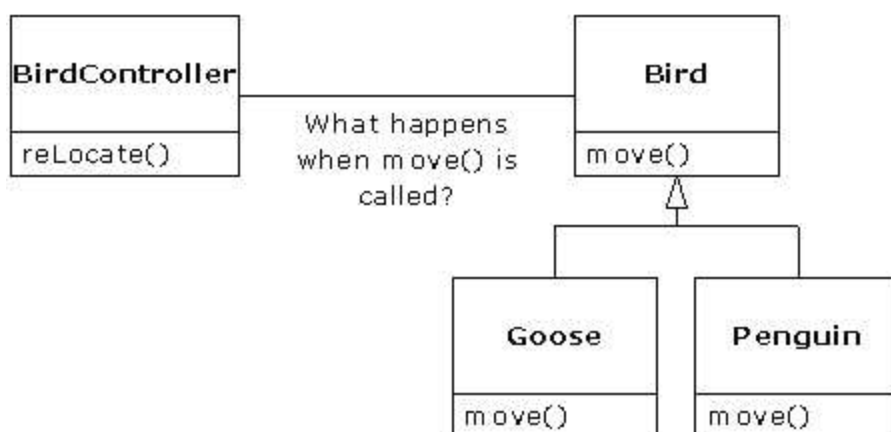 BirdController
reLocate()
What happens
when move() is
called?
Bird
move()
Goose
move()
Penguin
move()